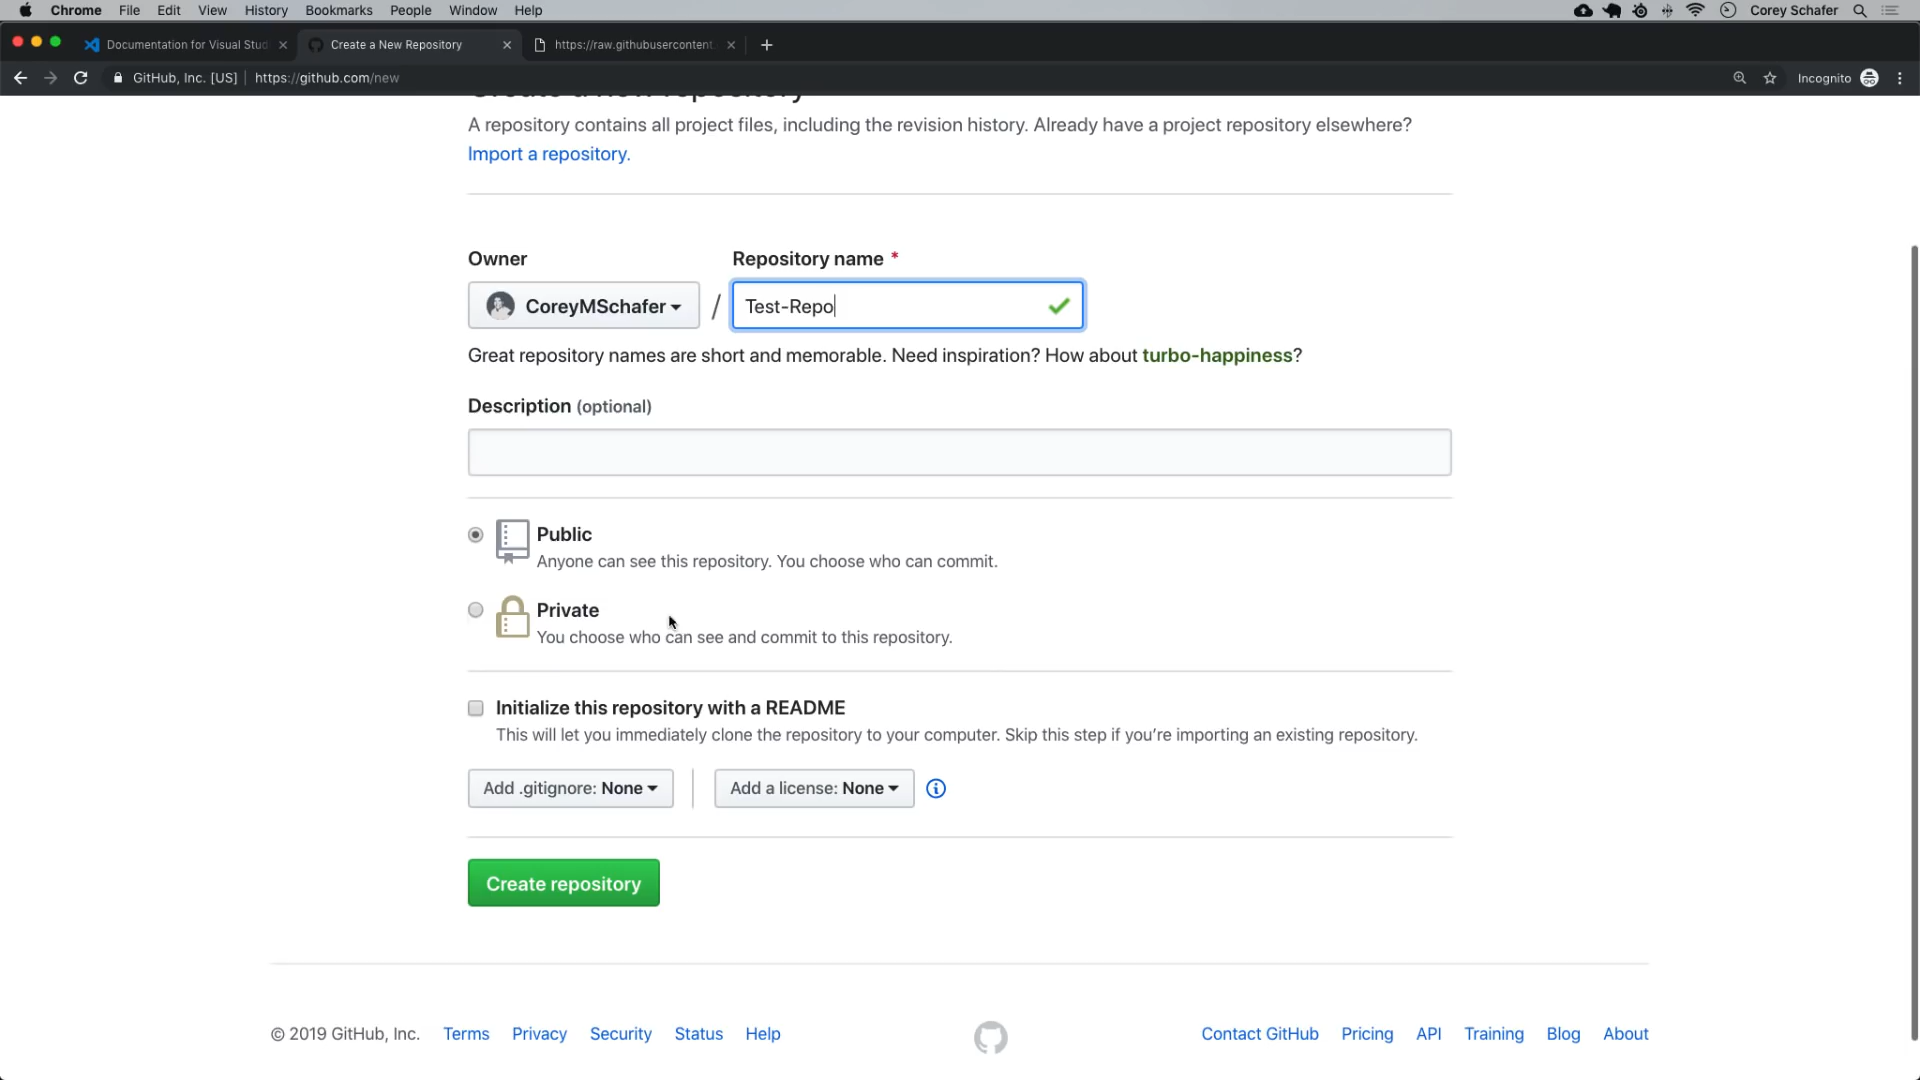 Chrome File Edit View History Bookmarks People Window Help Corey Schafer
Documentation for Visual Stud Create a New Repository https://raw.githubusercontent.
GitHub, Inc. [US] https://github.com/new Incognito
Create a new repository
A repository contains all project files, including the revision history. Already have a project repository elsewhere?
Import a repository.
Owner Repository name *
CoreyMSchafer / Test-Repo
Great repository names are short and memorable. Need inspiration? How about turbo-happiness?
Description (optional)
Public
Anyone can see this repository. You choose who can commit.
Private
You choose who can see and commit to this repository.
Initialize this repository with a README
This will let you immediately clone the repository to your computer. Skip this step if you’re importing an existing repository.
Add .gitignore: None Add a license: None
Create repository
© 2019 GitHub, Inc. Terms Privacy Security Status Help Contact GitHub Pricing API Training Blog About